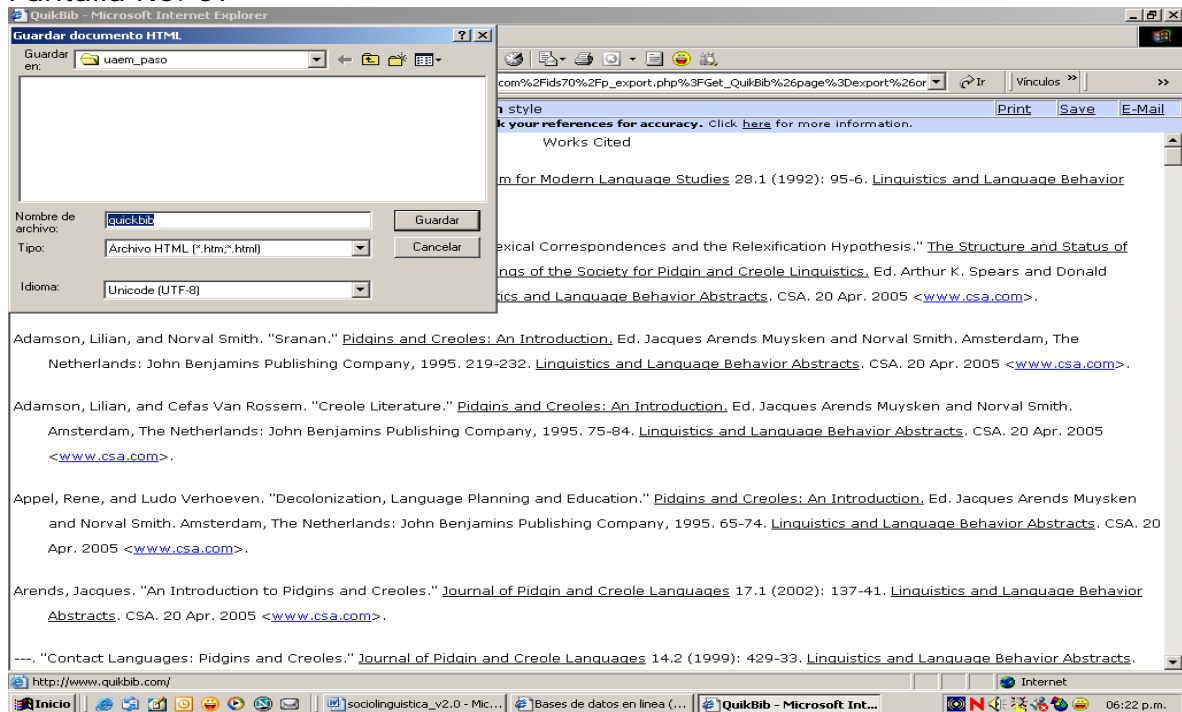 QuikBib - Microsoft Internet Explorer
Guardar documento HTML
Guardar en: uaem_paso
Nombre de archivo: quickbib
Guardar
Tipo: Archivo HTML (*.htm;*.html)
Cancelar
Idioma: Unicode (UTF-8)
com%2Fids70%2Fp_export.php%3FGet_QuikBib%26page%3Dexport%26or
Ir
Vínculos »
»
style
Print Save E-Mail
k your references for accuracy. Click here for more information.
Works Cited
m for Modern Language Studies 28.1 (1992): 95-6. Linguistics and Language Behavior
exical Correspondences and the Relexification Hypothesis." The Structure and Status of
ngs of the Society for Pidgin and Creole Linguistics. Ed. Arthur K. Spears and Donald
tics and Language Behavior Abstracts. CSA. 20 Apr. 2005 <www.csa.com>.
Adamson, Lilian, and Norval Smith. "Sranan." Pidgins and Creoles: An Introduction. Ed. Jacques Arends Muysken and Norval Smith. Amsterdam, The
Netherlands: John Benjamins Publishing Company, 1995. 219-232. Linguistics and Language Behavior Abstracts. CSA. 20 Apr. 2005 <www.csa.com>.
Adamson, Lilian, and Cefas Van Rossem. "Creole Literature." Pidgins and Creoles: An Introduction. Ed. Jacques Arends Muysken and Norval Smith.
Amsterdam, The Netherlands: John Benjamins Publishing Company, 1995. 75-84. Linguistics and Language Behavior Abstracts. CSA. 20 Apr. 2005
<www.csa.com>.
Appel, Rene, and Ludo Verhoeven. "Decolonization, Language Planning and Education." Pidgins and Creoles: An Introduction. Ed. Jacques Arends Muysken
and Norval Smith. Amsterdam, The Netherlands: John Benjamins Publishing Company, 1995. 65-74. Linguistics and Language Behavior Abstracts. CSA. 20
Apr. 2005 <www.csa.com>.
Arends, Jacques. "An Introduction to Pidgins and Creoles." Journal of Pidgin and Creole Languages 17.1 (2002): 137-41. Linguistics and Language Behavior
Abstracts. CSA. 20 Apr. 2005 <www.csa.com>.
---. "Contact Languages: Pidgins and Creoles." Journal of Pidgin and Creole Languages 14.2 (1999): 429-33. Linguistics and Language Behavior Abstracts.
http://www.quikbib.com/
Internet
Inicio
sociolinguistica_v2.0 - Mic...
Bases de datos en linea (...
QuikBib - Microsoft Int...
06:22 p.m.